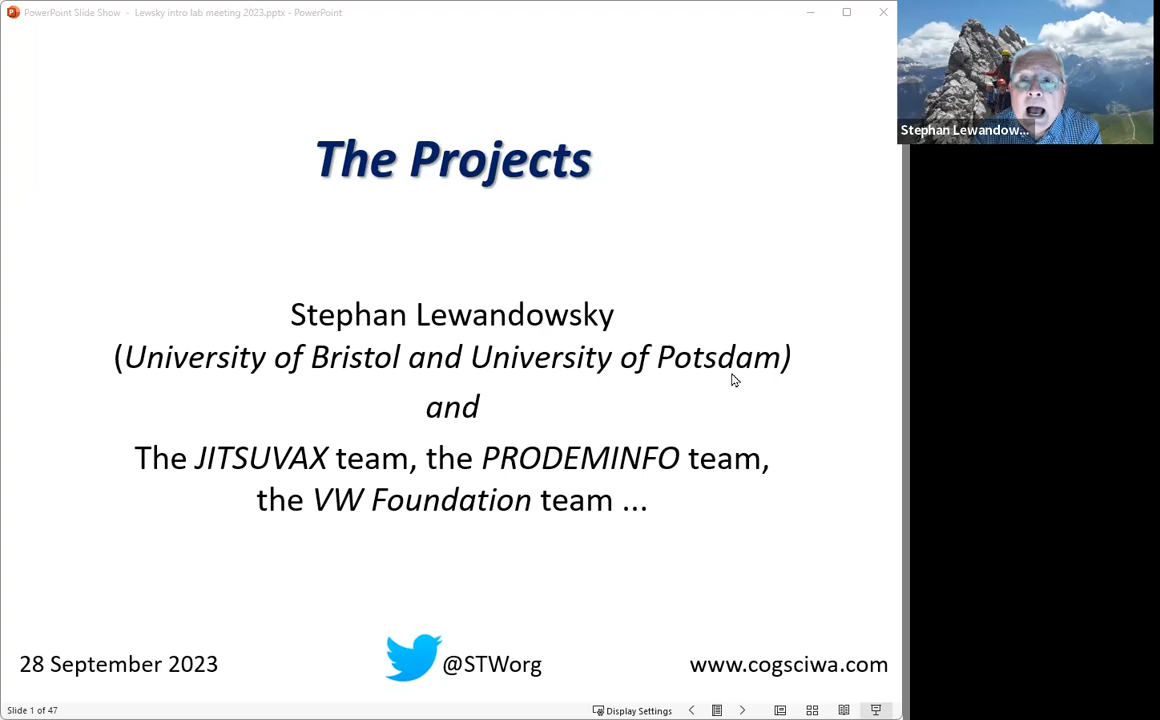 PowerPoint Slide Show - Lewsky intro lab meeting 2023.pptx - PowerPoint
Stephan Lewandow...
The Projects
Stephan Lewandowsky
(University of Bristol and University of Potsdam)
and
The JITSUVAX team, the PRODEMINFO team,
the VW Foundation team ...
28 September 2023
@STWorg
www.cogsciwa.com
Slide 1 of 47
Display Settings